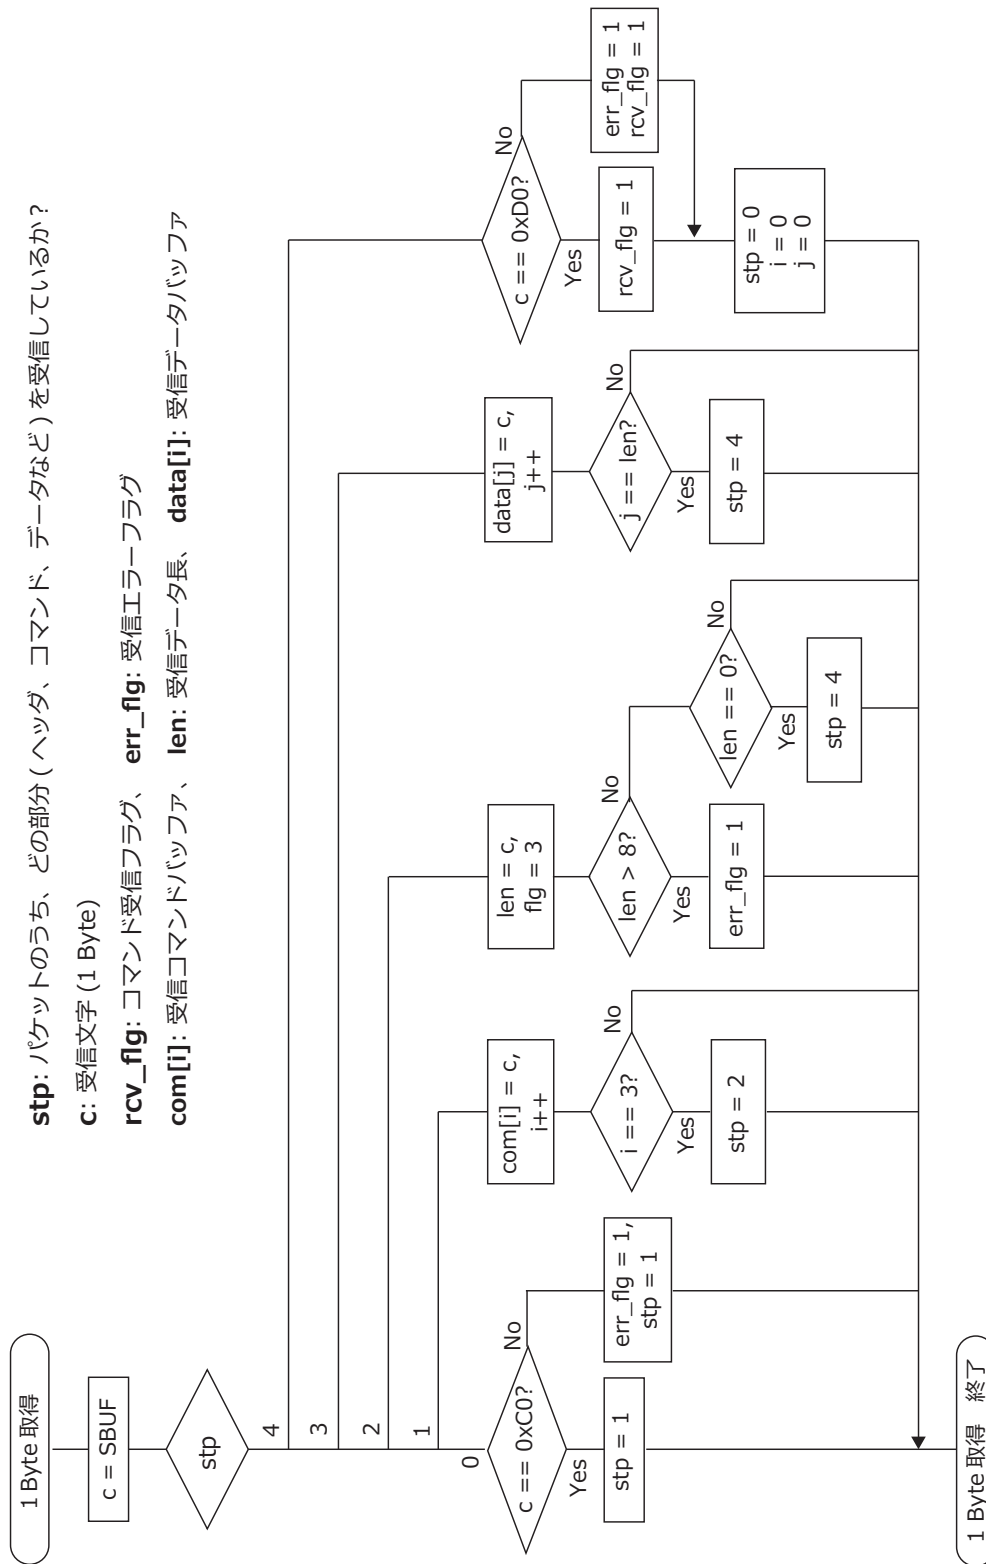 stp: パケットのうち、どの部分 ( ヘッダ、コマンド、データなど ) を受信しているか?
c: 受信文字 (1 Byte)
rcv_flg: コマンド受信フラグ、 err_flg: 受信エラーフラグ
com[i]: 受信コマンドバッファ、 len: 受信データ長、 data[i]: 受信データバッファ
1 Byte 取得
c = SBUF
stp
0
1
2
3
4
c == 0xC0?
Yes
No
stp = 1
err_flg = 1,
stp = 1
com[i] = c,
i++
i == 3?
Yes
No
stp = 2
len = c,
flg = 3
len > 8?
Yes
No
err_flg = 1
len == 0?
Yes
No
stp = 4
data[j] = c,
j++
j == len?
Yes
No
stp = 4
c == 0xD0?
Yes
No
rcv_flg = 1
err_flg = 1
rcv_flg = 1
stp = 0
i = 0
j = 0
1 Byte 取得 終了